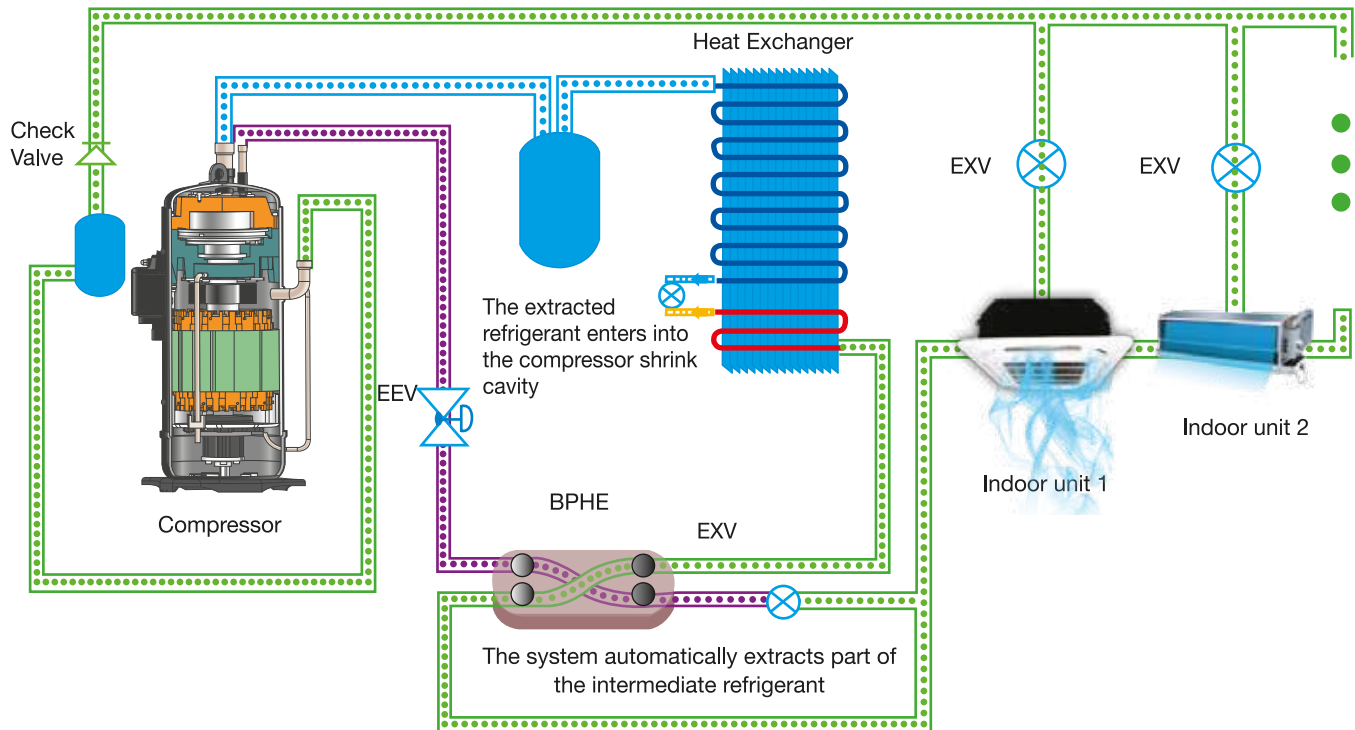 Heat Exchanger
Check
Valve
EXV
EXV
The extracted
refrigerant enters into
the compressor shrink
cavity
EEV
Indoor unit 2
Indoor unit 1
Compressor
BPHE
EXV
The system automatically extracts part of
the intermediate refrigerant